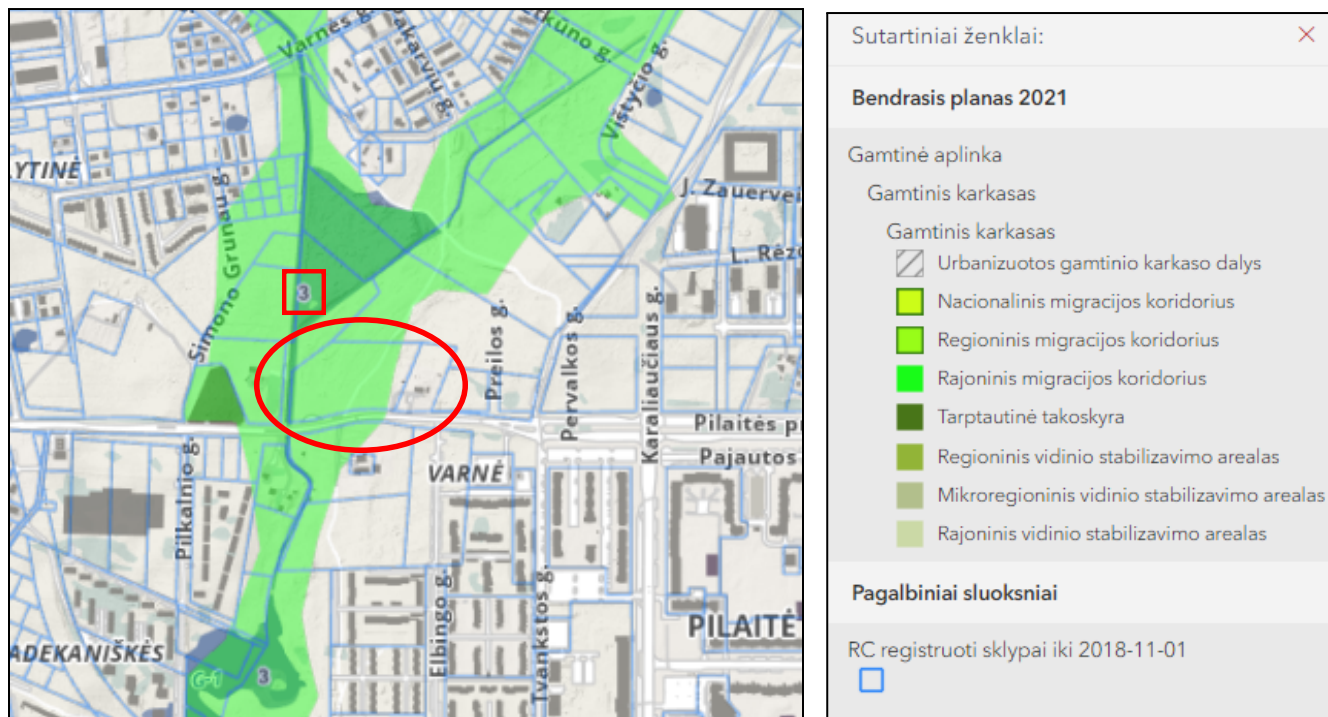 Varnės g.
Vištyčio g.
YTINĖ
J. Zauervei
L. Rėzo
Simono Grunau g.
3
Preilos g.
Pervalkos g.
Karaliaučiaus g.
Pilaitės p
Pajautos
VARNĖ
Pilkalnio g.
Elbingo g.
Tvankstos g.
PILAITĖ
ADEKANIŠKĖS
G-1
3
Sutartiniai ženklai:
Bendrasis planas 2021
Gamtinė aplinka
Gamtinis karkasas
Gamtinis karkasas
Urbanizuotos gamtinio karkaso dalys
Nacionalinis migracijos koridorius
Regioninis migracijos koridorius
Rajoninis migracijos koridorius
Tarptautinė takoskyra
Regioninis vidinio stabilizavimo arealas
Mikroregioninis vidinio stabilizavimo arealas
Rajoninis vidinio stabilizavimo arealas
Pagalbiniai sluoksniai
RC registruoti sklypai iki 2018-11-01